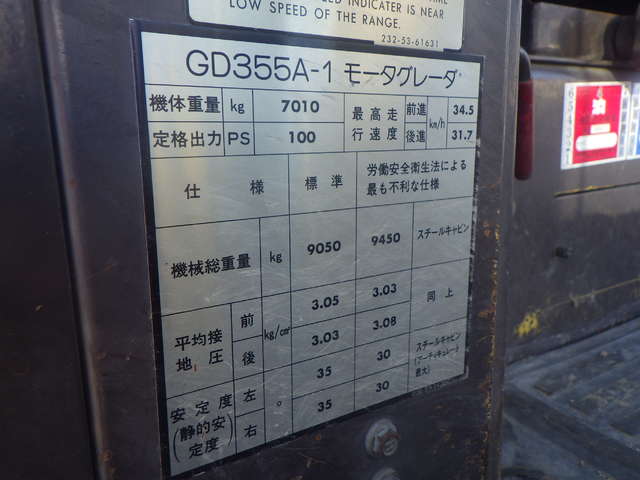 INDICATER IS NEAR
LOW SPEED OF THE RANGE.
232-53-61631
GD355A-1 モータグレーダ
機体重量 kg 7010 最高走行速度 前進 km/h 34.5
定格出力 PS 100 後進 31.7
仕様 標準 労働安全衛生法による
最も不利な仕様
機械総重量 kg 9050 9450 スチールキャビン
平均接地圧 前 kg/cm² 3.05 3.03 同上
後 3.03 3.08
安定度 左 ° 35 30 スチールキャビン
(静的安定度) 右 35 30